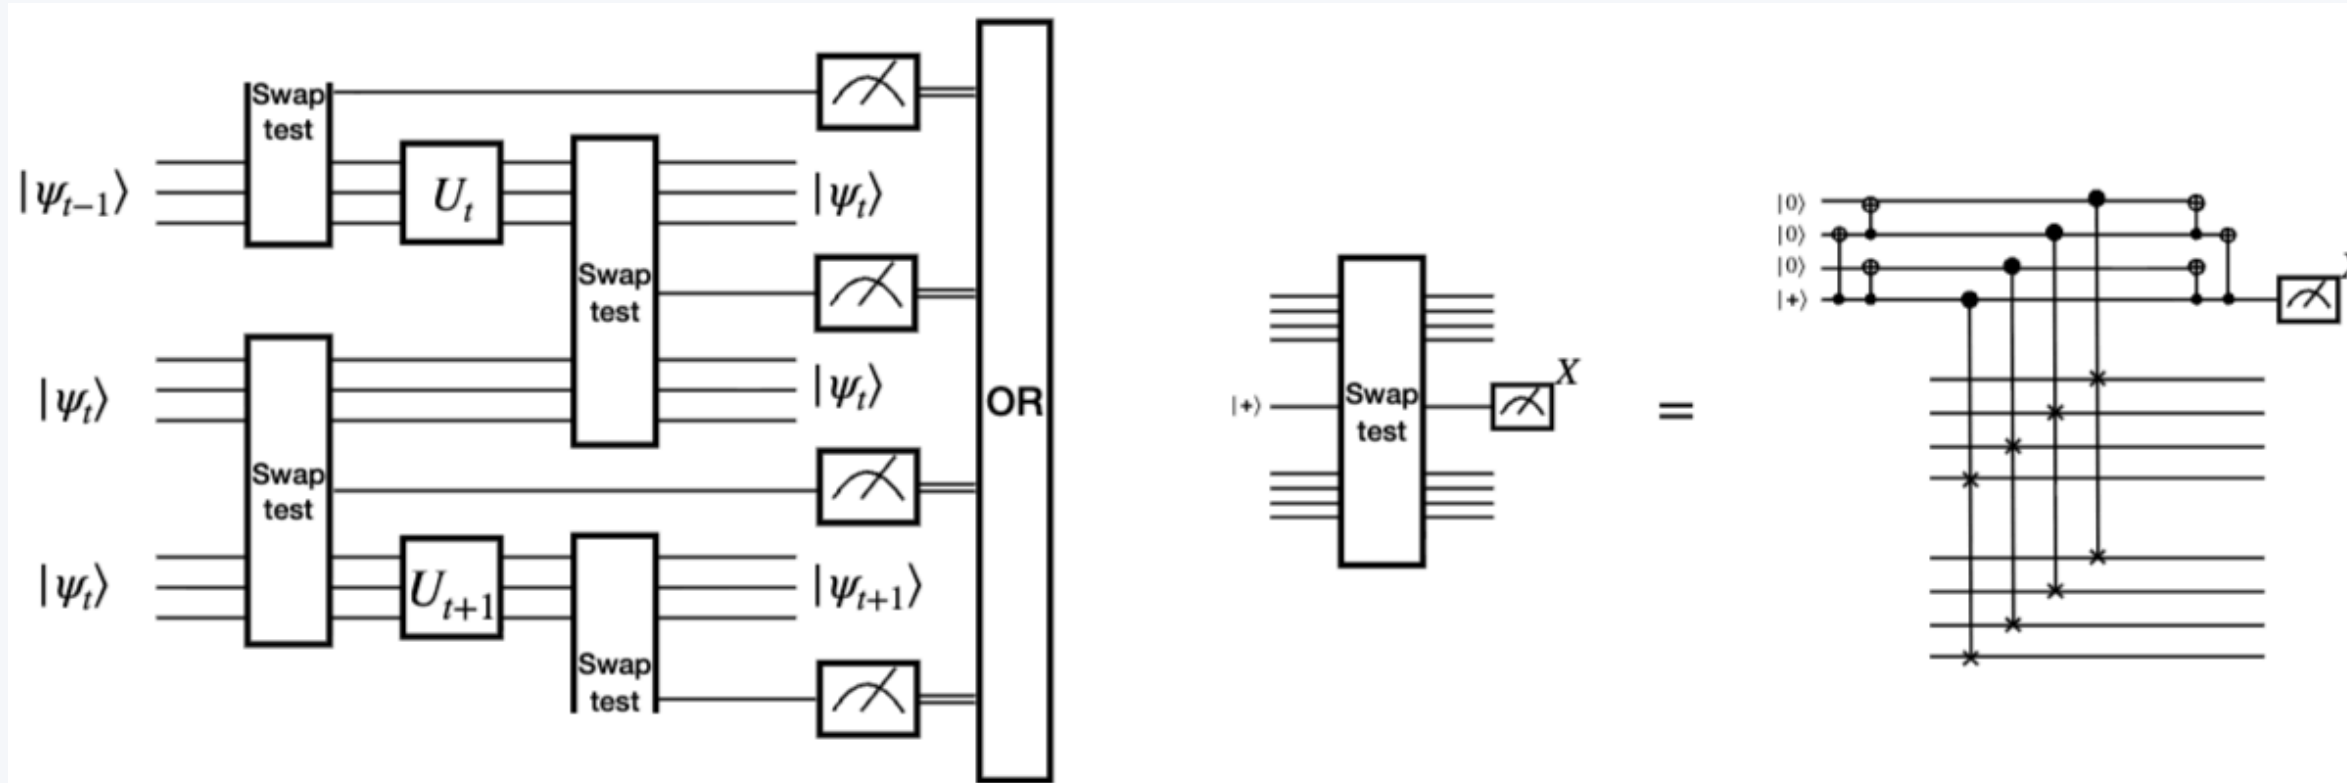 Swap
test
|ψ_{t−1}⟩
U_t
|ψ_t⟩
Swap
test
|ψ_t⟩
|ψ_t⟩
Swap
test
|ψ_t⟩
U_{t+1}
|ψ_{t+1}⟩
Swap
test
OR
|+⟩
Swap
test
X
=
|0⟩
|0⟩
|0⟩
|+⟩